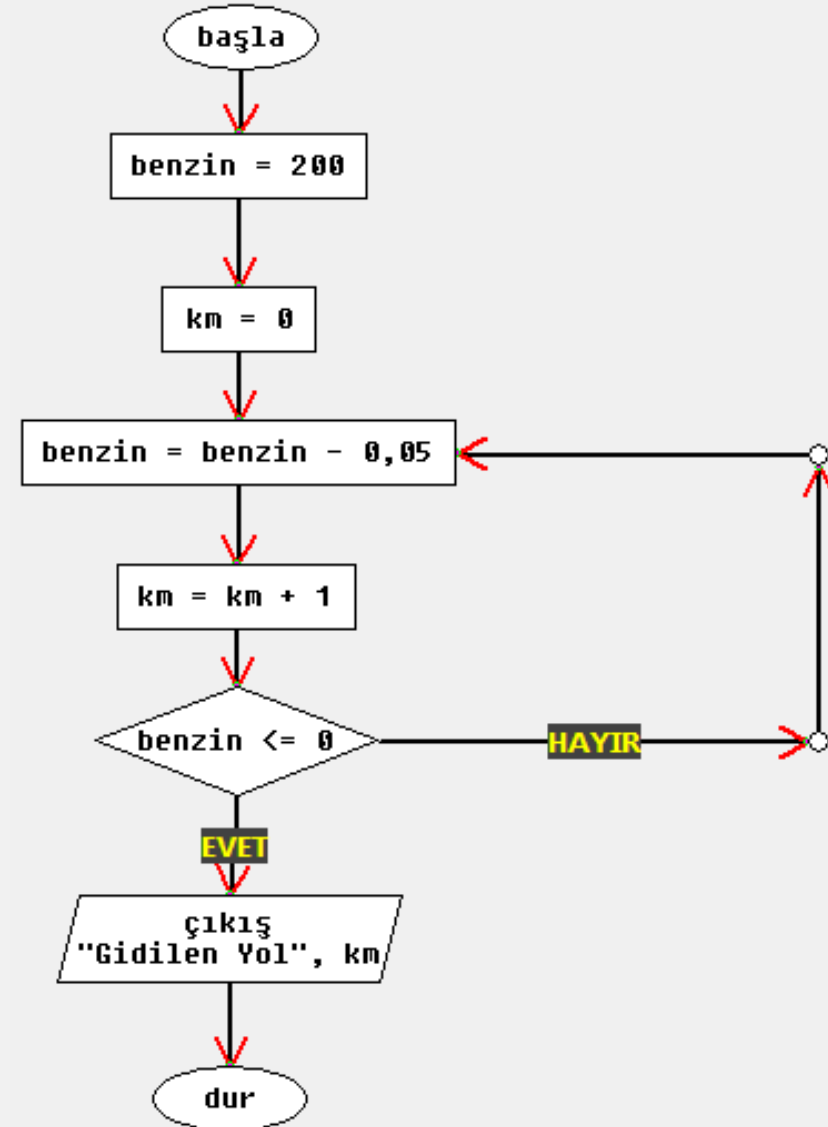 başla
benzin = 200
km = 0
benzin = benzin - 0,05
km = km + 1
benzin <= 0
HAYIR
EVET
çıkış
"Gidilen Yol", km
dur